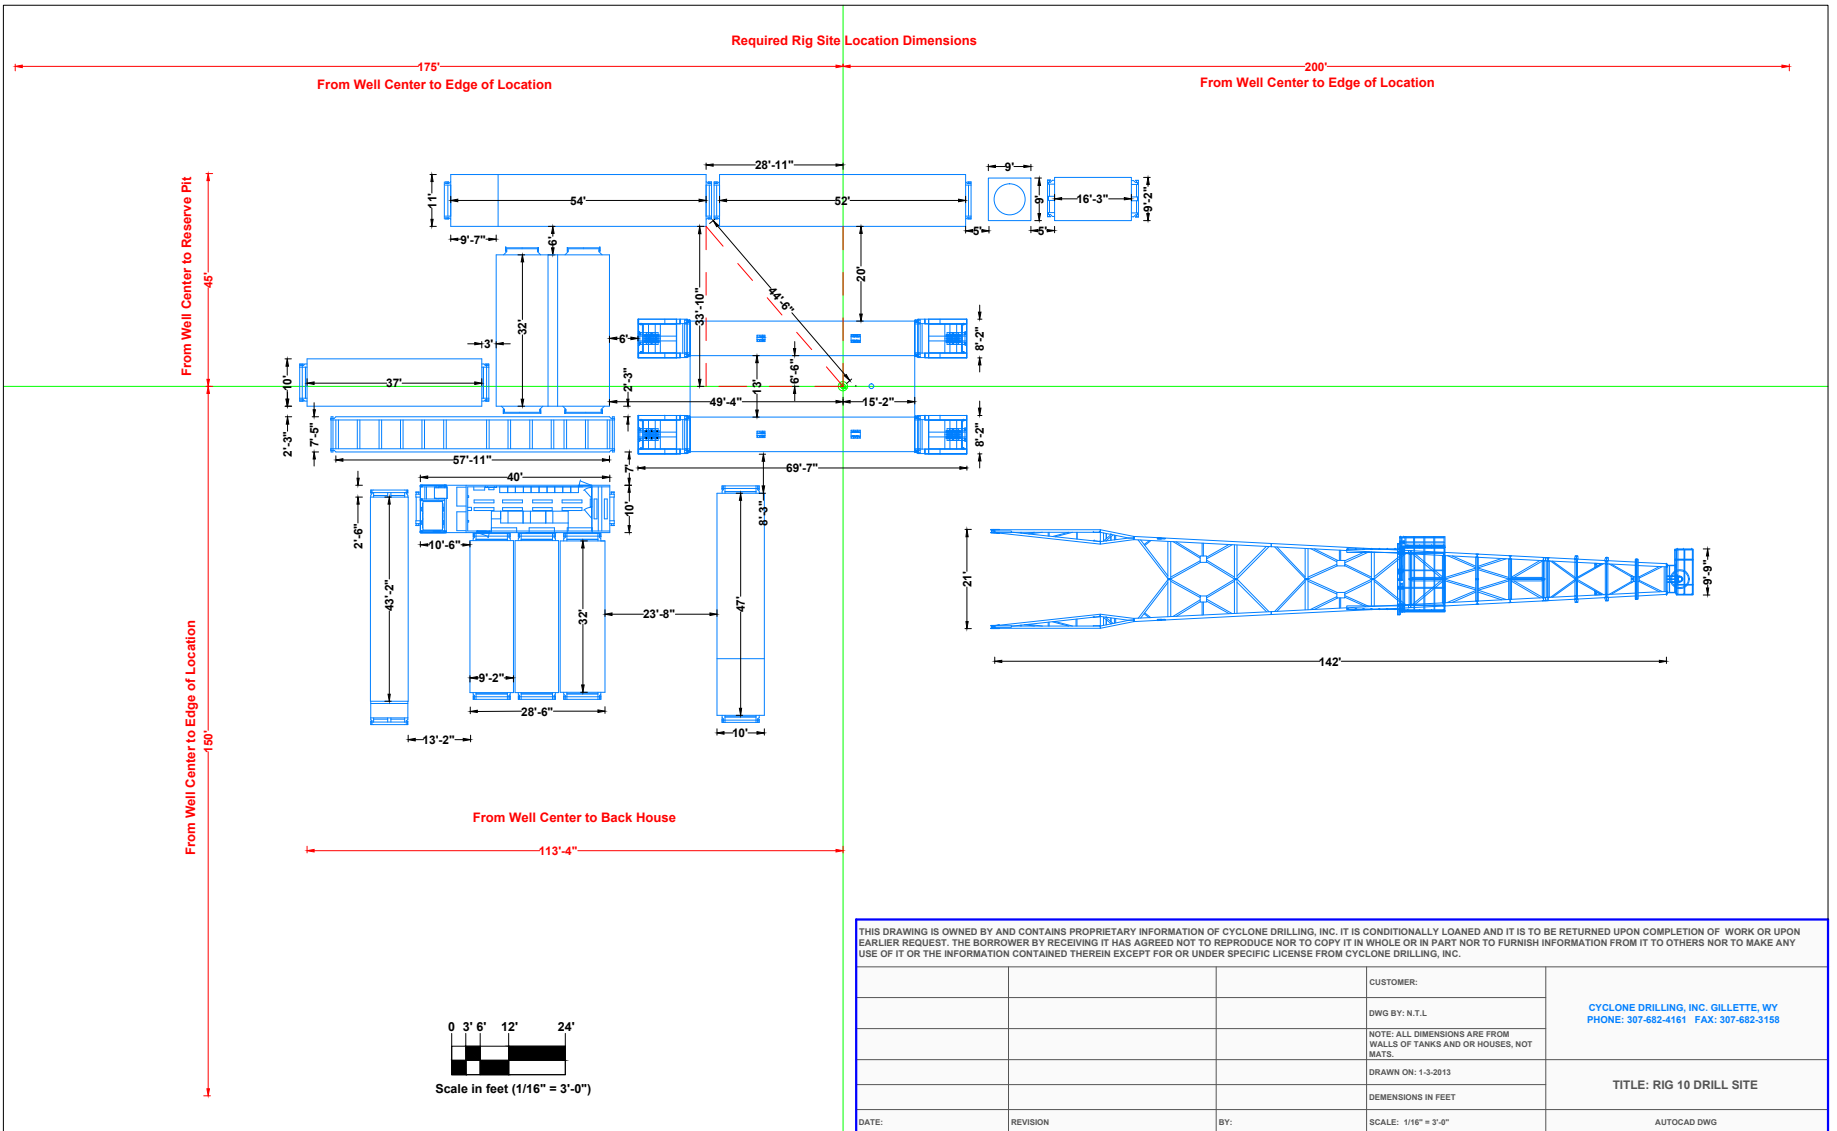 Required Rig Site Location Dimensions
175'
200'
From Well Center to Edge of Location
From Well Center to Edge of Location
From Well Center to Reserve Pit
45'
From Well Center to Edge of Location
150'
28'-11"
9'
11'
54'
52'
9'
16'-3"
9'-2"
9'-7"
6'
5'
5'
20'
44'-6"
33'-10"
32'
3'
6'
8'-2"
10'
37'
13'
6'-6"
2'-3"
49'-4"
15'-2"
2'-3"
7'-5"
8'-2"
57'-11"
69'-7"
40'
7'
10'
8'-3"
2'-6"
10'-6"
43'-2"
32'
23'-8"
47'
9'-2"
28'-6"
13'-2"
10'
21'
9'-9"
142'
From Well Center to Back House
113'-4"
0 3' 6' 12' 24'
Scale in feet (1/16" = 3'-0")
THIS DRAWING IS OWNED BY AND CONTAINS PROPRIETARY INFORMATION OF CYCLONE DRILLING, INC. IT IS CONDITIONALLY LOANED AND IT IS TO BE RETURNED UPON COMPLETION OF WORK OR UPON
EARLIER REQUEST. THE BORROWER BY RECEIVING IT HAS AGREED NOT TO REPRODUCE NOR TO COPY IT IN WHOLE OR IN PART NOR TO FURNISH INFORMATION FROM IT TO OTHERS NOR TO MAKE ANY
USE OF IT OR THE INFORMATION CONTAINED THEREIN EXCEPT FOR OR UNDER SPECIFIC LICENSE FROM CYCLONE DRILLING, INC.
CUSTOMER:
DWG BY: N.T.L
NOTE: ALL DIMENSIONS ARE FROM
WALLS OF TANKS AND OR HOUSES, NOT
MATS.
DRAWN ON: 1-3-2013
DEMENSIONS IN FEET
SCALE: 1/16" = 3'-0"
CYCLONE DRILLING, INC. GILLETTE, WY
PHONE: 307-682-4161 FAX: 307-682-3158
TITLE: RIG 10 DRILL SITE
AUTOCAD DWG
DATE:
REVISION
BY: